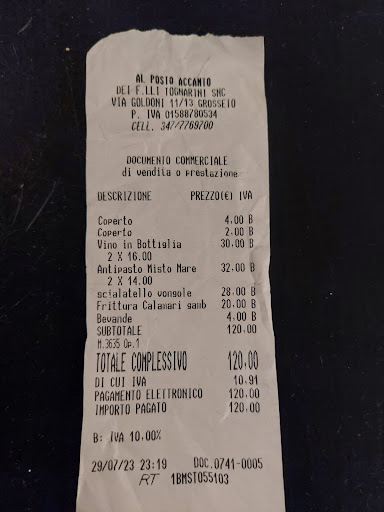 AL POSTO ACCANTO
DEI F.LLI TOGNARINI SNC
VIA GOLDONI 11/13 GROSSETO
P. IVA 01588780534
CELL. 3477769700
DOCUMENTO COMMERCIALE
di vendita o prestazione
DESCRIZIONE PREZZO(€) IVA
Coperto 4.00 B
Coperto 2.00 B
Vino in Bottiglia 30.00 B
2 X 16.00
Antipasto Misto Mare 32.00 B
2 X 14.00
scialatello vongole 28.00 B
Frittura Calamari gamb 20.00 B
Bevande 4.00 B
SUBTOTALE 120.00
M.3635 Op.1
TOTALE COMPLESSIVO 120.00
DI CUI IVA 10.91
PAGAMENTO ELETTRONICO 120.00
IMPORTO PAGATO 120.00
B: IVA 10.00%
29/07/23 23:19 DOC.0741-0005
RT 1BMST055103